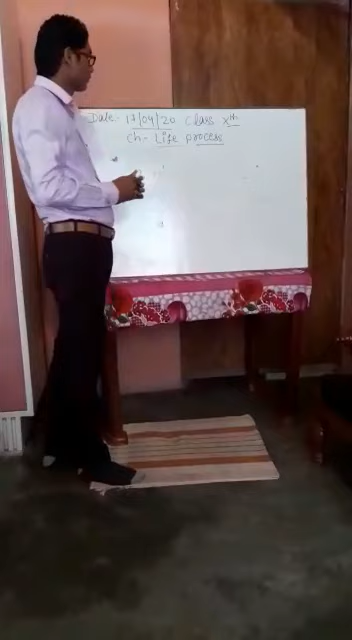 Date- 17/04/20 Class Xth
Ch- Life process